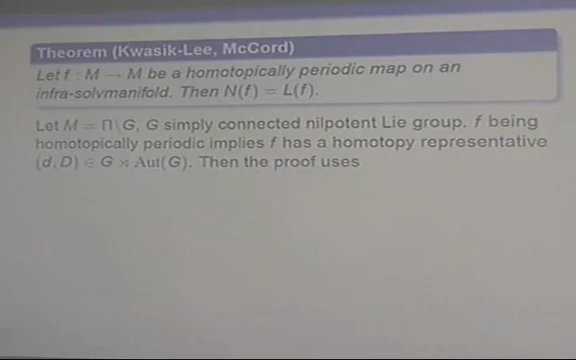 Theorem (Kwasik-Lee, McCord)
Let f : M → M be a homotopically periodic map on an
infra-solvmanifold. Then N(f) = L(f).
Let M = Π\G, G simply connected nilpotent Lie group. f being
homotopically periodic implies f has a homotopy representative
(d, D) ∈ G ⋊ Aut(G). Then the proof uses